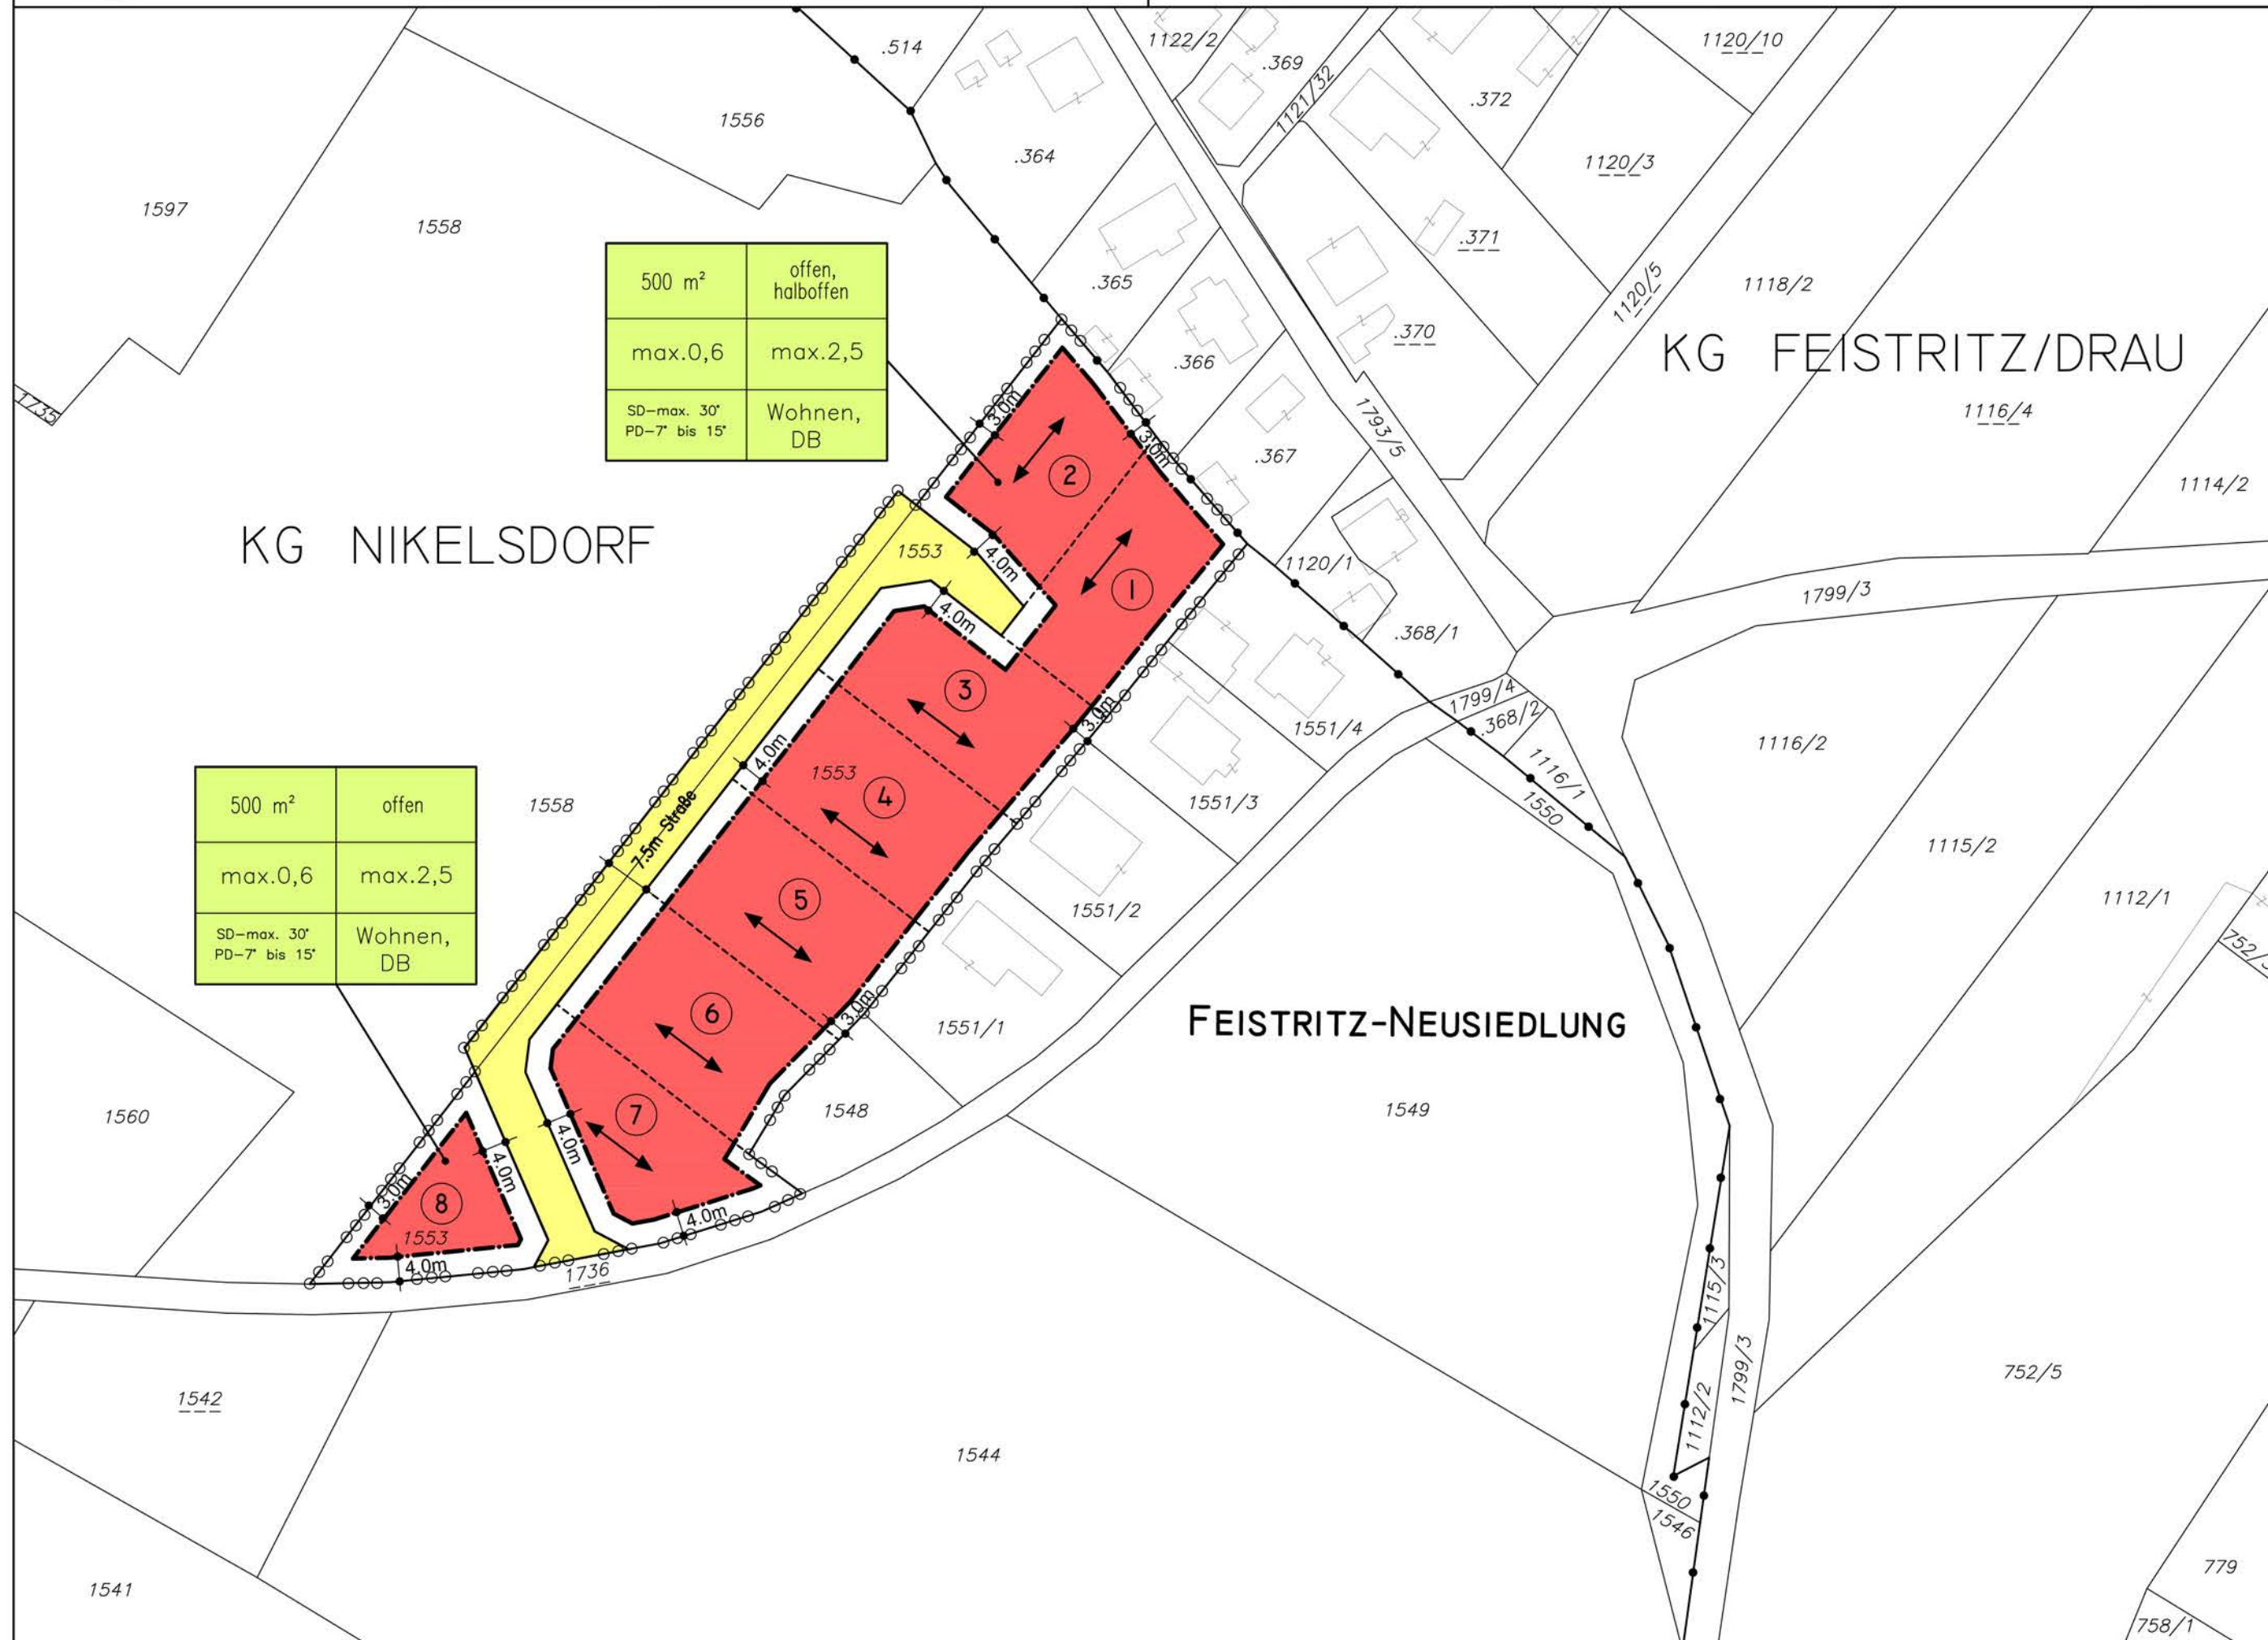 .514
1122/2
.369
1120/10
1121/32
.372
1556
.364
1120/3
1597
1558
.371
500 m²
offen,
halboffen
.365
1120/5
1118/2
.370
max.0,6
max.2,5
.366
KG FEISTRITZ/DRAU
SD-max. 30°
PD-7° bis 15°
Wohnen,
DB
1735
3.0m
1793/5
1116/4
3.0m
.367
2
1114/2
KG NIKELSDORF
1553
4.0m
1120/1
1
1799/3
4.0m
.368/1
3
1799/4
3.0m
1551/4
.368/2
1116/2
4.0m
1553
1116/1
4
1551/3
500 m²
offen
1558
7.5m Straße
1550
1115/2
max.0,6
max.2,5
5
1551/2
1112/1
SD-max. 30°
PD-7° bis 15°
Wohnen,
DB
6
3.0m
1551/1
FEISTRITZ-NEUSIEDLUNG
1560
7
1548
1549
4.0m
4.0m
3.0m
8
1553
4.0m
4.0m
1736
1115/3
1799/3
752/5
1542
1112/2
1544
1550
1546
1541
779
758/1